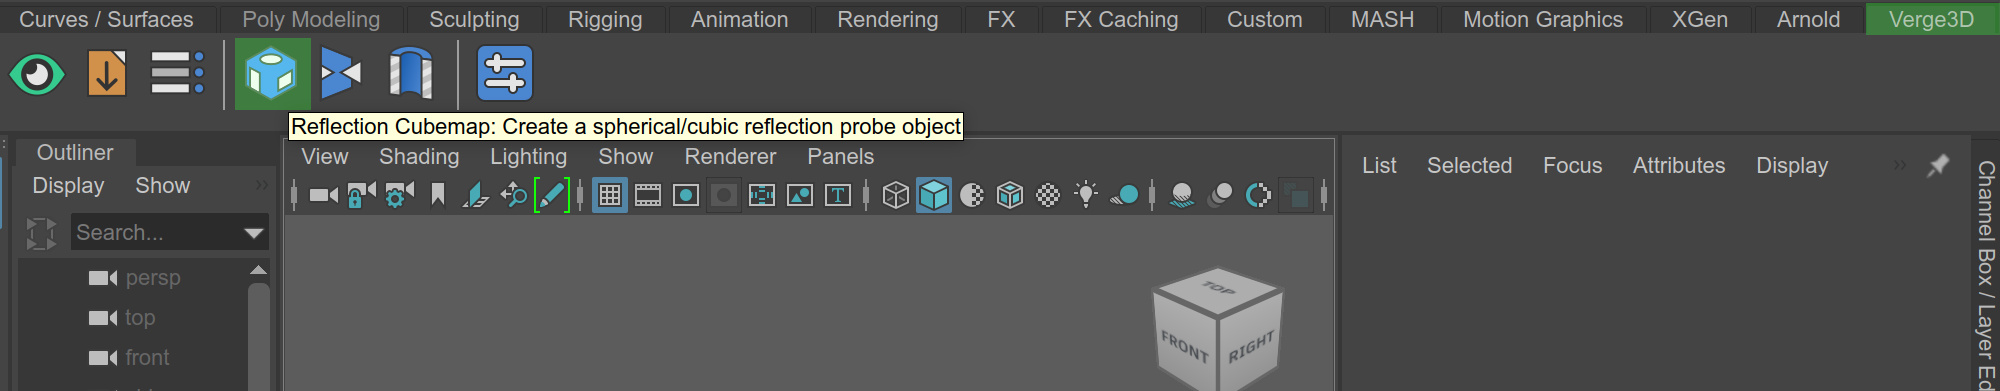 Curves / Surfaces Poly Modeling Sculpting Rigging Animation Rendering FX FX Caching Custom MASH Motion Graphics XGen Arnold Verge3D
Reflection Cubemap: Create a spherical/cubic reflection probe object
Outliner
Display Show
Search...
persp
top
front
View Shading Lighting Show Renderer Panels
T
TOP
FRONT RIGHT
List Selected Focus Attributes Display
Channel Box / Layer Ed